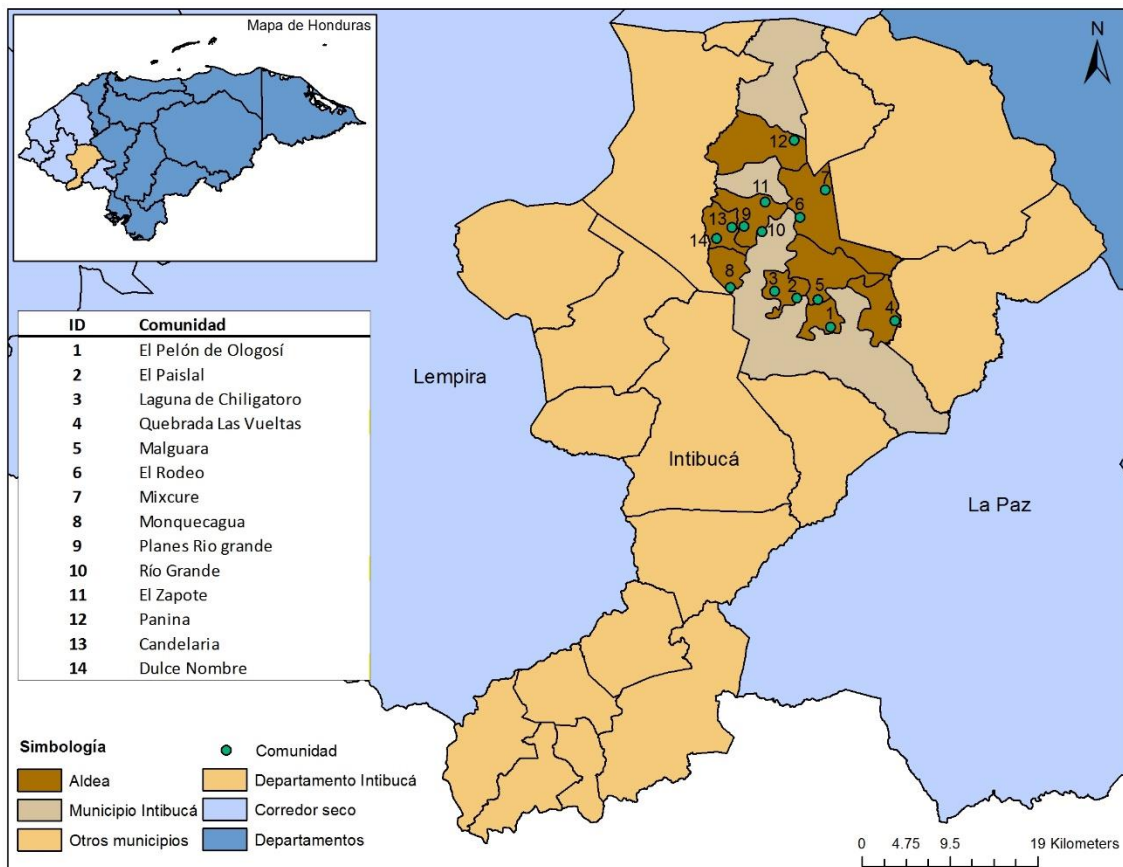 Mapa de Honduras
N
ID Comunidad
1 El Pelón de Ologosí
2 El Paislal
3 Laguna de Chiligatoro
4 Quebrada Las Vueltas
5 Malguara
6 El Rodeo
7 Mixcure
8 Monquecagua
9 Planes Rio grande
10 Río Grande
11 El Zapote
12 Panina
13 Candelaria
14 Dulce Nombre
12
7
11
6
13 19
10
14
8
3 2 5
4
1
Lempira
Intibucá
La Paz
Simbología
Aldea
Municipio Intibucá
Otros municipios
Comunidad
Departamento Intibucá
Corredor seco
Departamentos
0 4.75 9.5 19 Kilometers